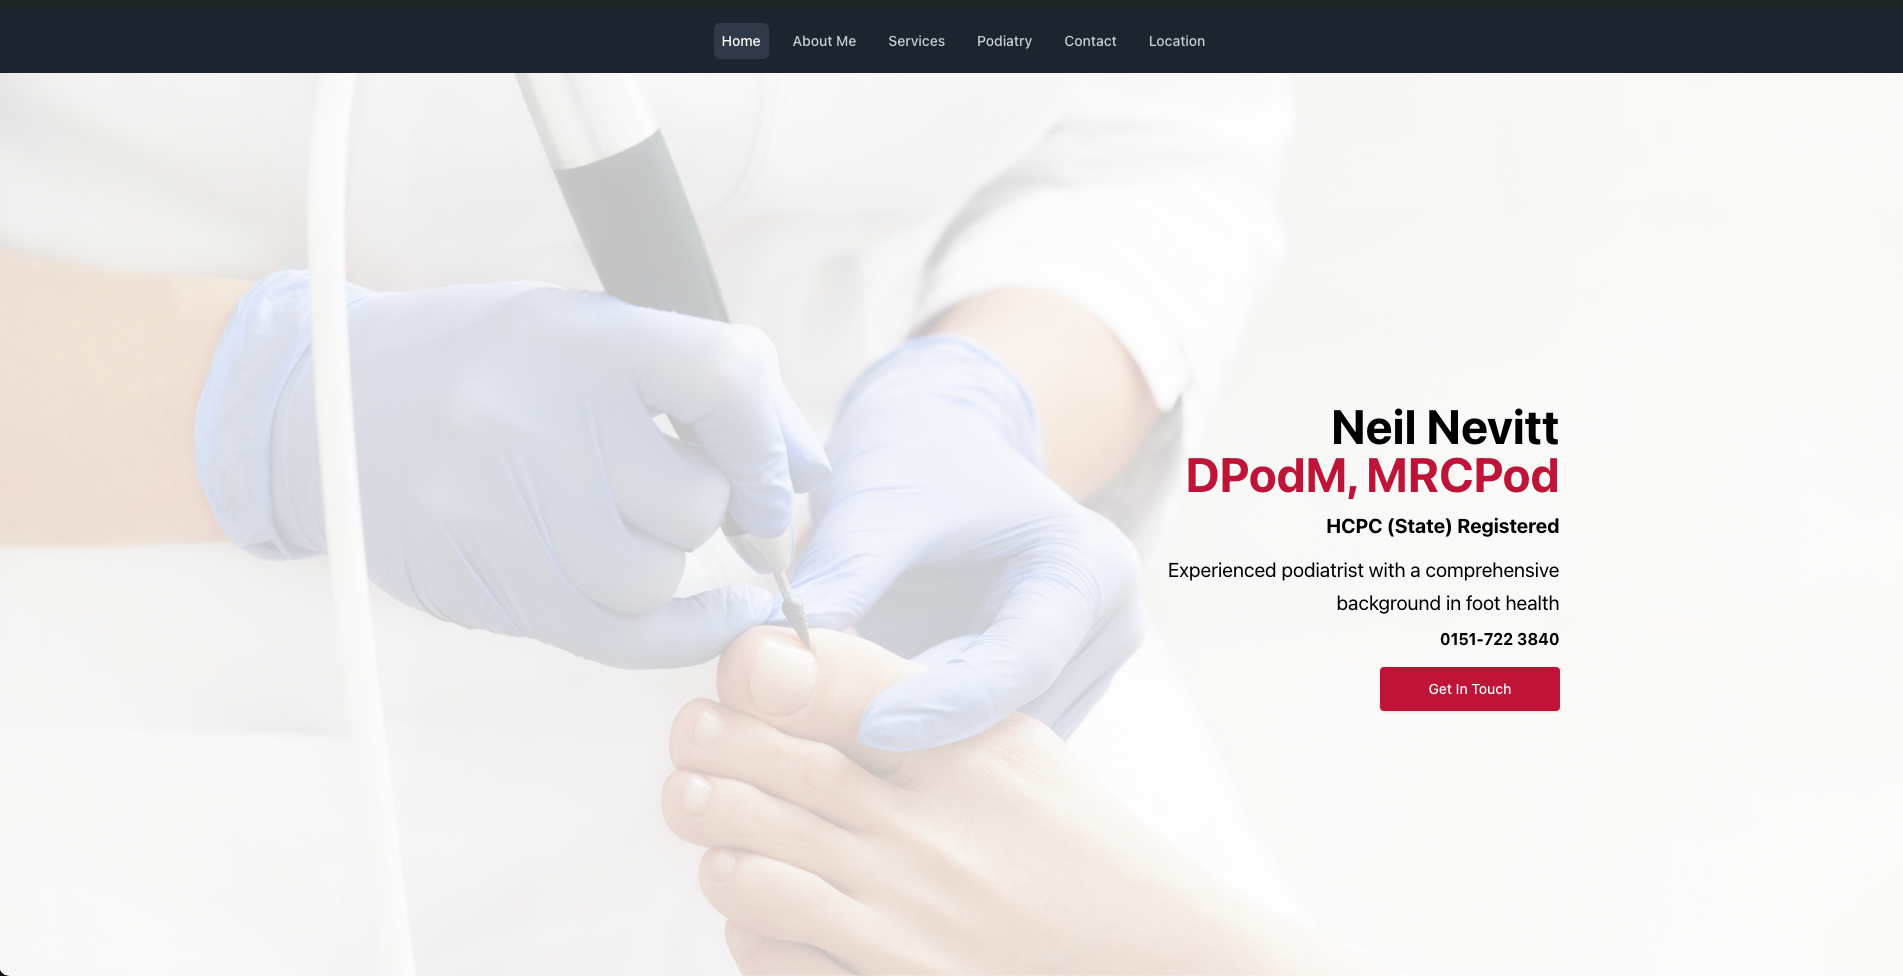 Home About Me Services Podiatry Contact Location
Neil Nevitt
DPodM, MRCPod
HCPC (State) Registered
Experienced podiatrist with a comprehensive
background in foot health
0151-722 3840
Get In Touch